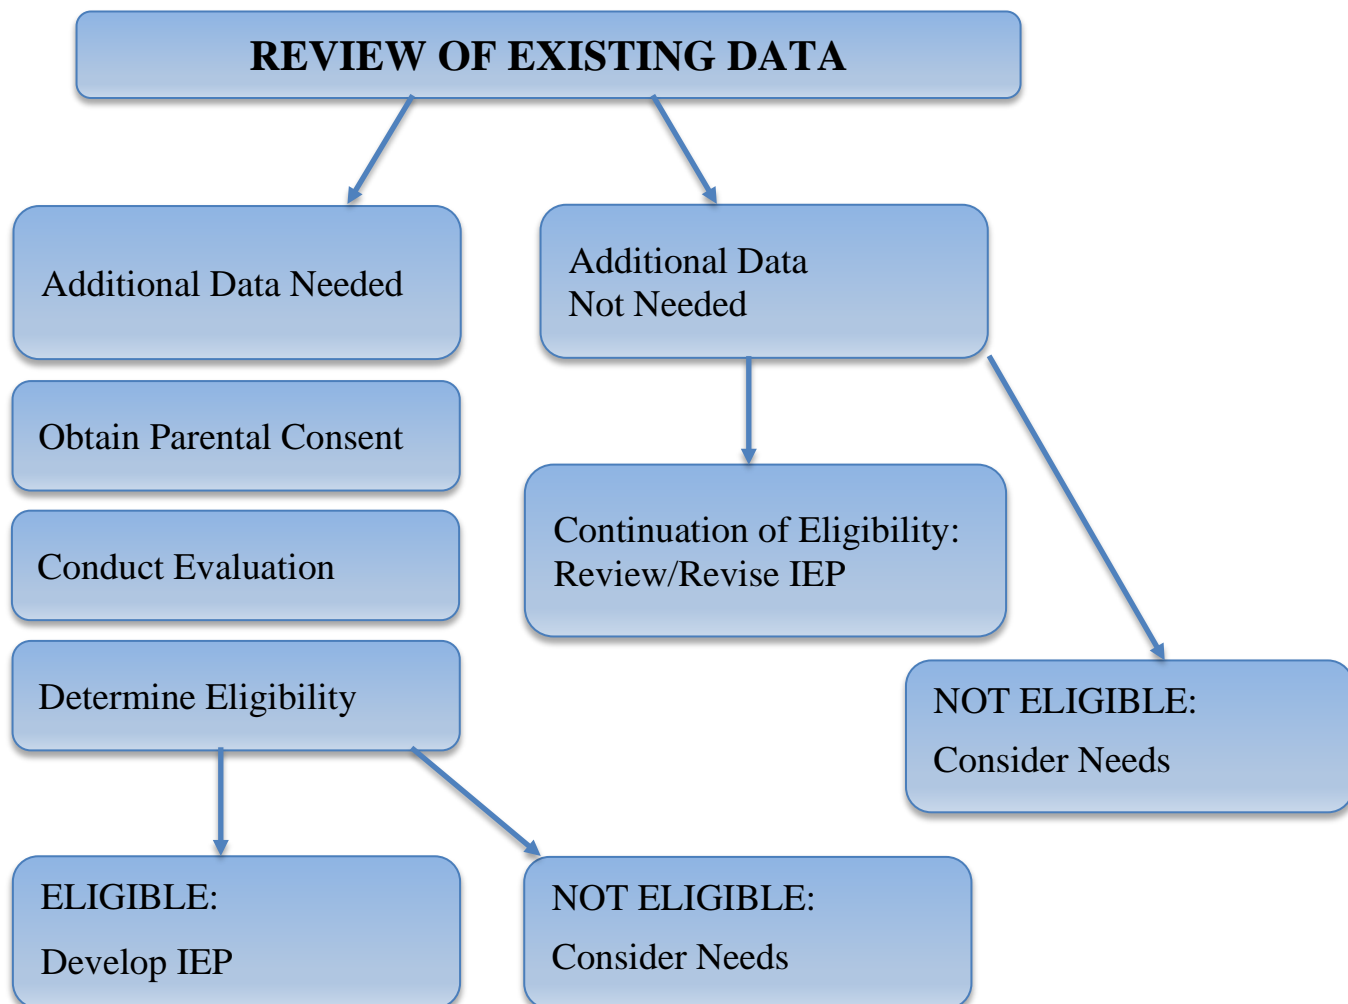 REVIEW OF EXISTING DATA
Additional Data Needed
Additional Data
Not Needed
Obtain Parental Consent
Continuation of Eligibility:
Review/Revise IEP
Conduct Evaluation
Determine Eligibility
NOT ELIGIBLE:
Consider Needs
ELIGIBLE:
Develop IEP
NOT ELIGIBLE:
Consider Needs